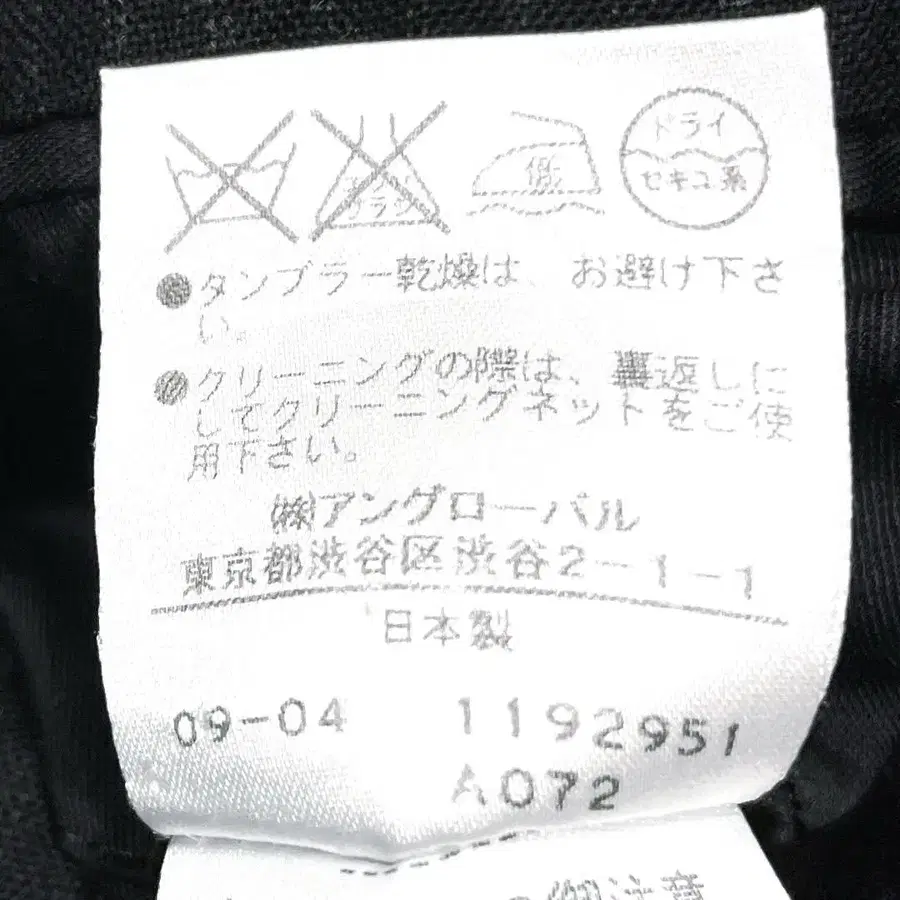 低
ドライ
セキユ系
●タンブラー乾燥は、お避け下さ
い。
●クリーニングの際は、裏返しに
してクリーニングネットをご使
用下さい。
㈱アングローバル
東京都渋谷区渋谷2-1-1
日本製
09-04 1192951
A072